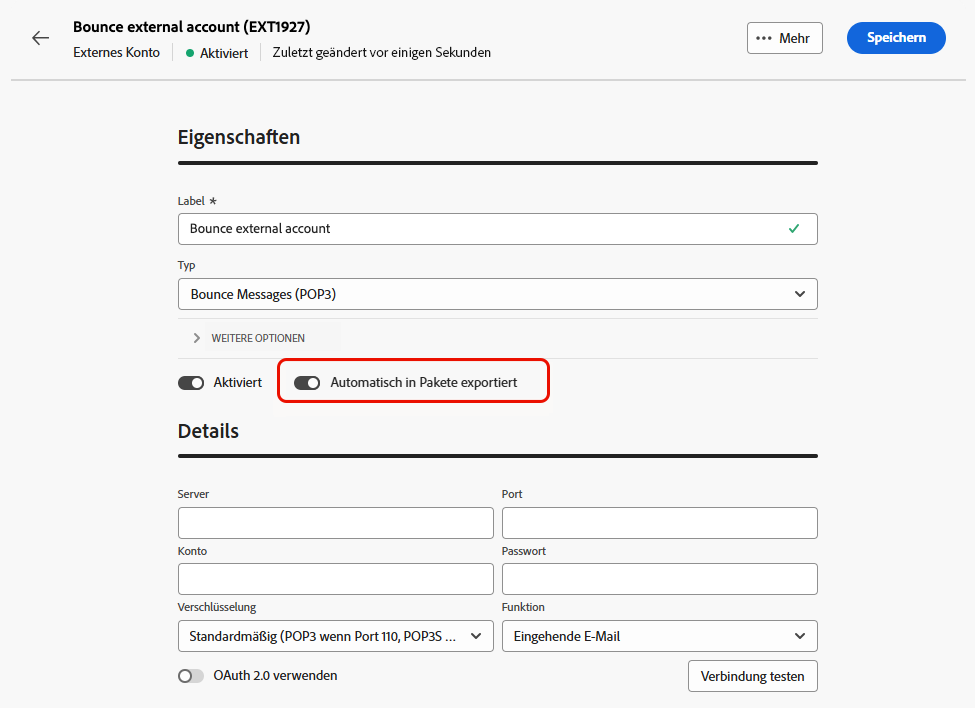 Bounce external account (EXT1927)
Externes Konto
Aktiviert
Zuletzt geändert vor einigen Sekunden
Mehr
Speichern
Eigenschaften
Label *
Bounce external account
Typ
Bounce Messages (POP3)
WEITERE OPTIONEN
Aktiviert
Automatisch in Pakete exportiert
Details
Server
Port
Konto
Passwort
Verschlüsselung
Funktion
Standardmäßig (POP3 wenn Port 110, POP3S ...
Eingehende E-Mail
OAuth 2.0 verwenden
Verbindung testen